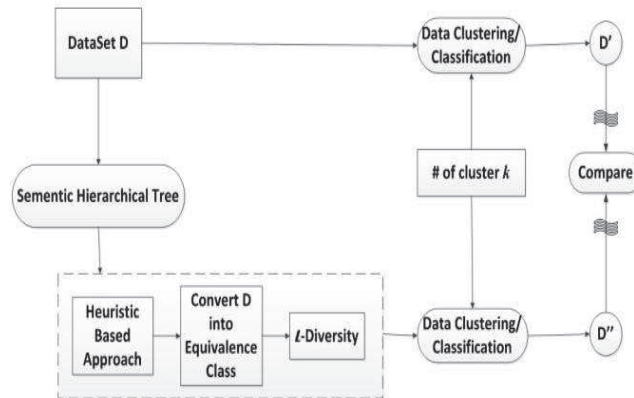 DataSet D
Data Clustering/
Classification
D'
Sementic Hierarchical Tree
# of cluster k
Compare
Heuristic
Based
Approach
Convert D
into
Equivalence
Class
L-Diversity
Data Clustering/
Classification
D''